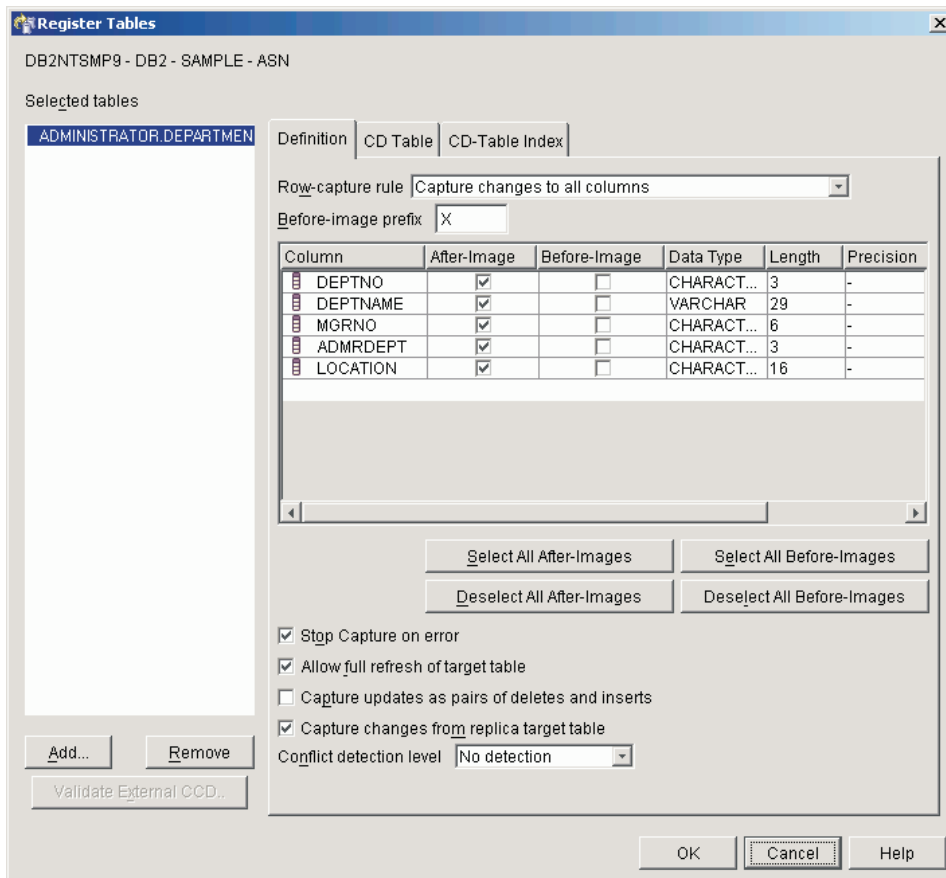 Register Tables
DB2NTSMP9 - DB2 - SAMPLE - ASN
Selected tables
ADMINISTRATOR.DEPARTMEN
Definition CD Table CD-Table Index
Row-capture rule Capture changes to all columns
Before-image prefix X
Column After-Image Before-Image Data Type Length Precision
DEPTNO CHARACT... 3 -
DEPTNAME VARCHAR 29 -
MGRNO CHARACT... 6 -
ADMRDEPT CHARACT... 3 -
LOCATION CHARACT... 16 -
Select All After-Images Select All Before-Images
Deselect All After-Images Deselect All Before-Images
Stop Capture on error
Allow full refresh of target table
Capture updates as pairs of deletes and inserts
Capture changes from replica target table
Conflict detection level No detection
Add... Remove
Validate External CCD...
OK Cancel Help